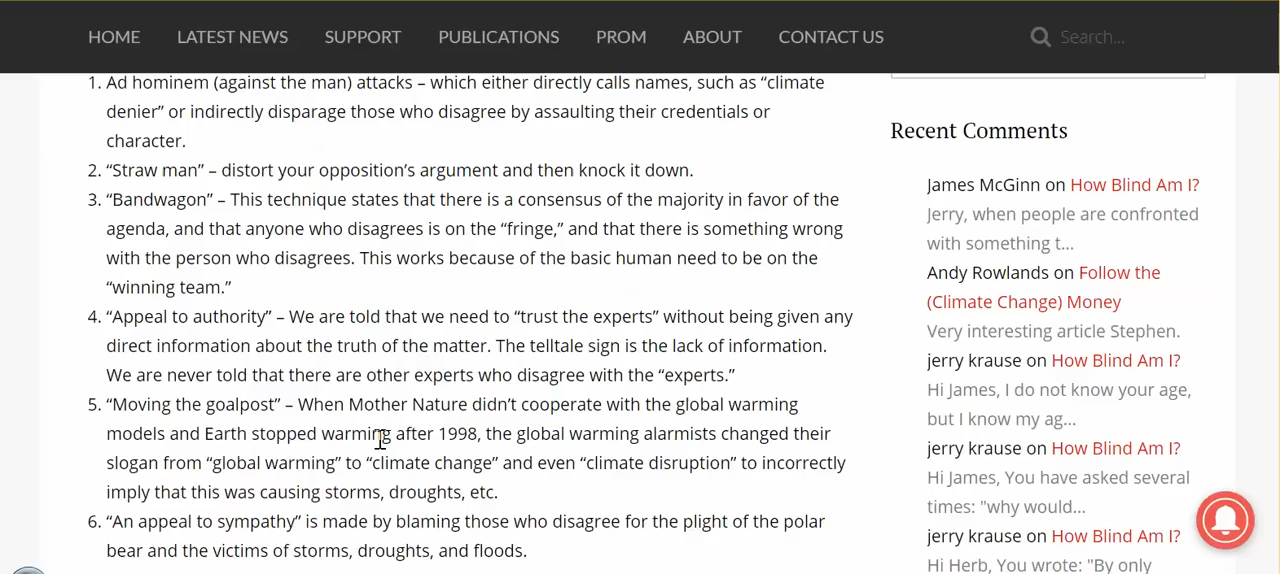 HOME LATEST NEWS SUPPORT PUBLICATIONS PROM ABOUT CONTACT US Search...
1. Ad hominem (against the man) attacks – which either directly calls names, such as “climate
denier” or indirectly disparage those who disagree by assaulting their credentials or
character.
2. “Straw man” – distort your opposition’s argument and then knock it down.
3. “Bandwagon” – This technique states that there is a consensus of the majority in favor of the
agenda, and that anyone who disagrees is on the “fringe,” and that there is something wrong
with the person who disagrees. This works because of the basic human need to be on the
“winning team.”
4. “Appeal to authority” – We are told that we need to “trust the experts” without being given any
direct information about the truth of the matter. The telltale sign is the lack of information.
We are never told that there are other experts who disagree with the “experts.”
5. “Moving the goalpost” – When Mother Nature didn’t cooperate with the global warming
models and Earth stopped warming after 1998, the global warming alarmists changed their
slogan from “global warming” to “climate change” and even “climate disruption” to incorrectly
imply that this was causing storms, droughts, etc.
6. “An appeal to sympathy” is made by blaming those who disagree for the plight of the polar
bear and the victims of storms, droughts, and floods.
Recent Comments
James McGinn on How Blind Am I?
Jerry, when people are confronted
with something t...
Andy Rowlands on Follow the
(Climate Change) Money
Very interesting article Stephen.
jerry krause on How Blind Am I?
Hi James, I do not know your age,
but I know my ag...
jerry krause on How Blind Am I?
Hi James, You have asked several
times: "why would...
jerry krause on How Blind Am I?
Hi Herb, You wrote: "By only